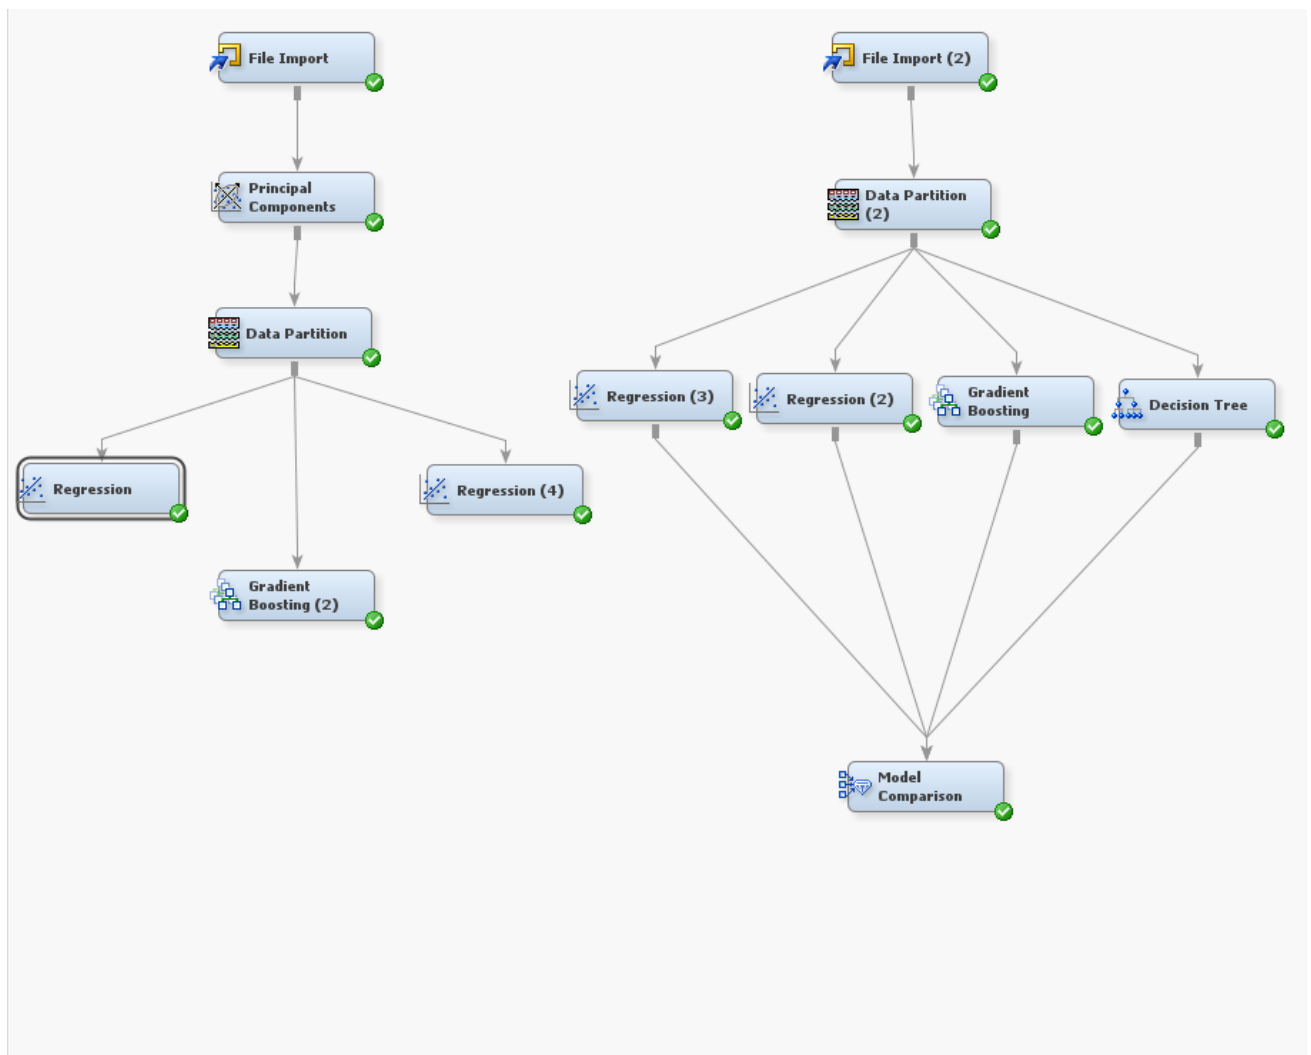 File Import
File Import (2)
Principal
Components
Data Partition
(2)
Data Partition
Regression (3)
Regression (2)
Gradient
Boosting
Decision Tree
Regression
Regression (4)
Gradient
Boosting (2)
Model
Comparison